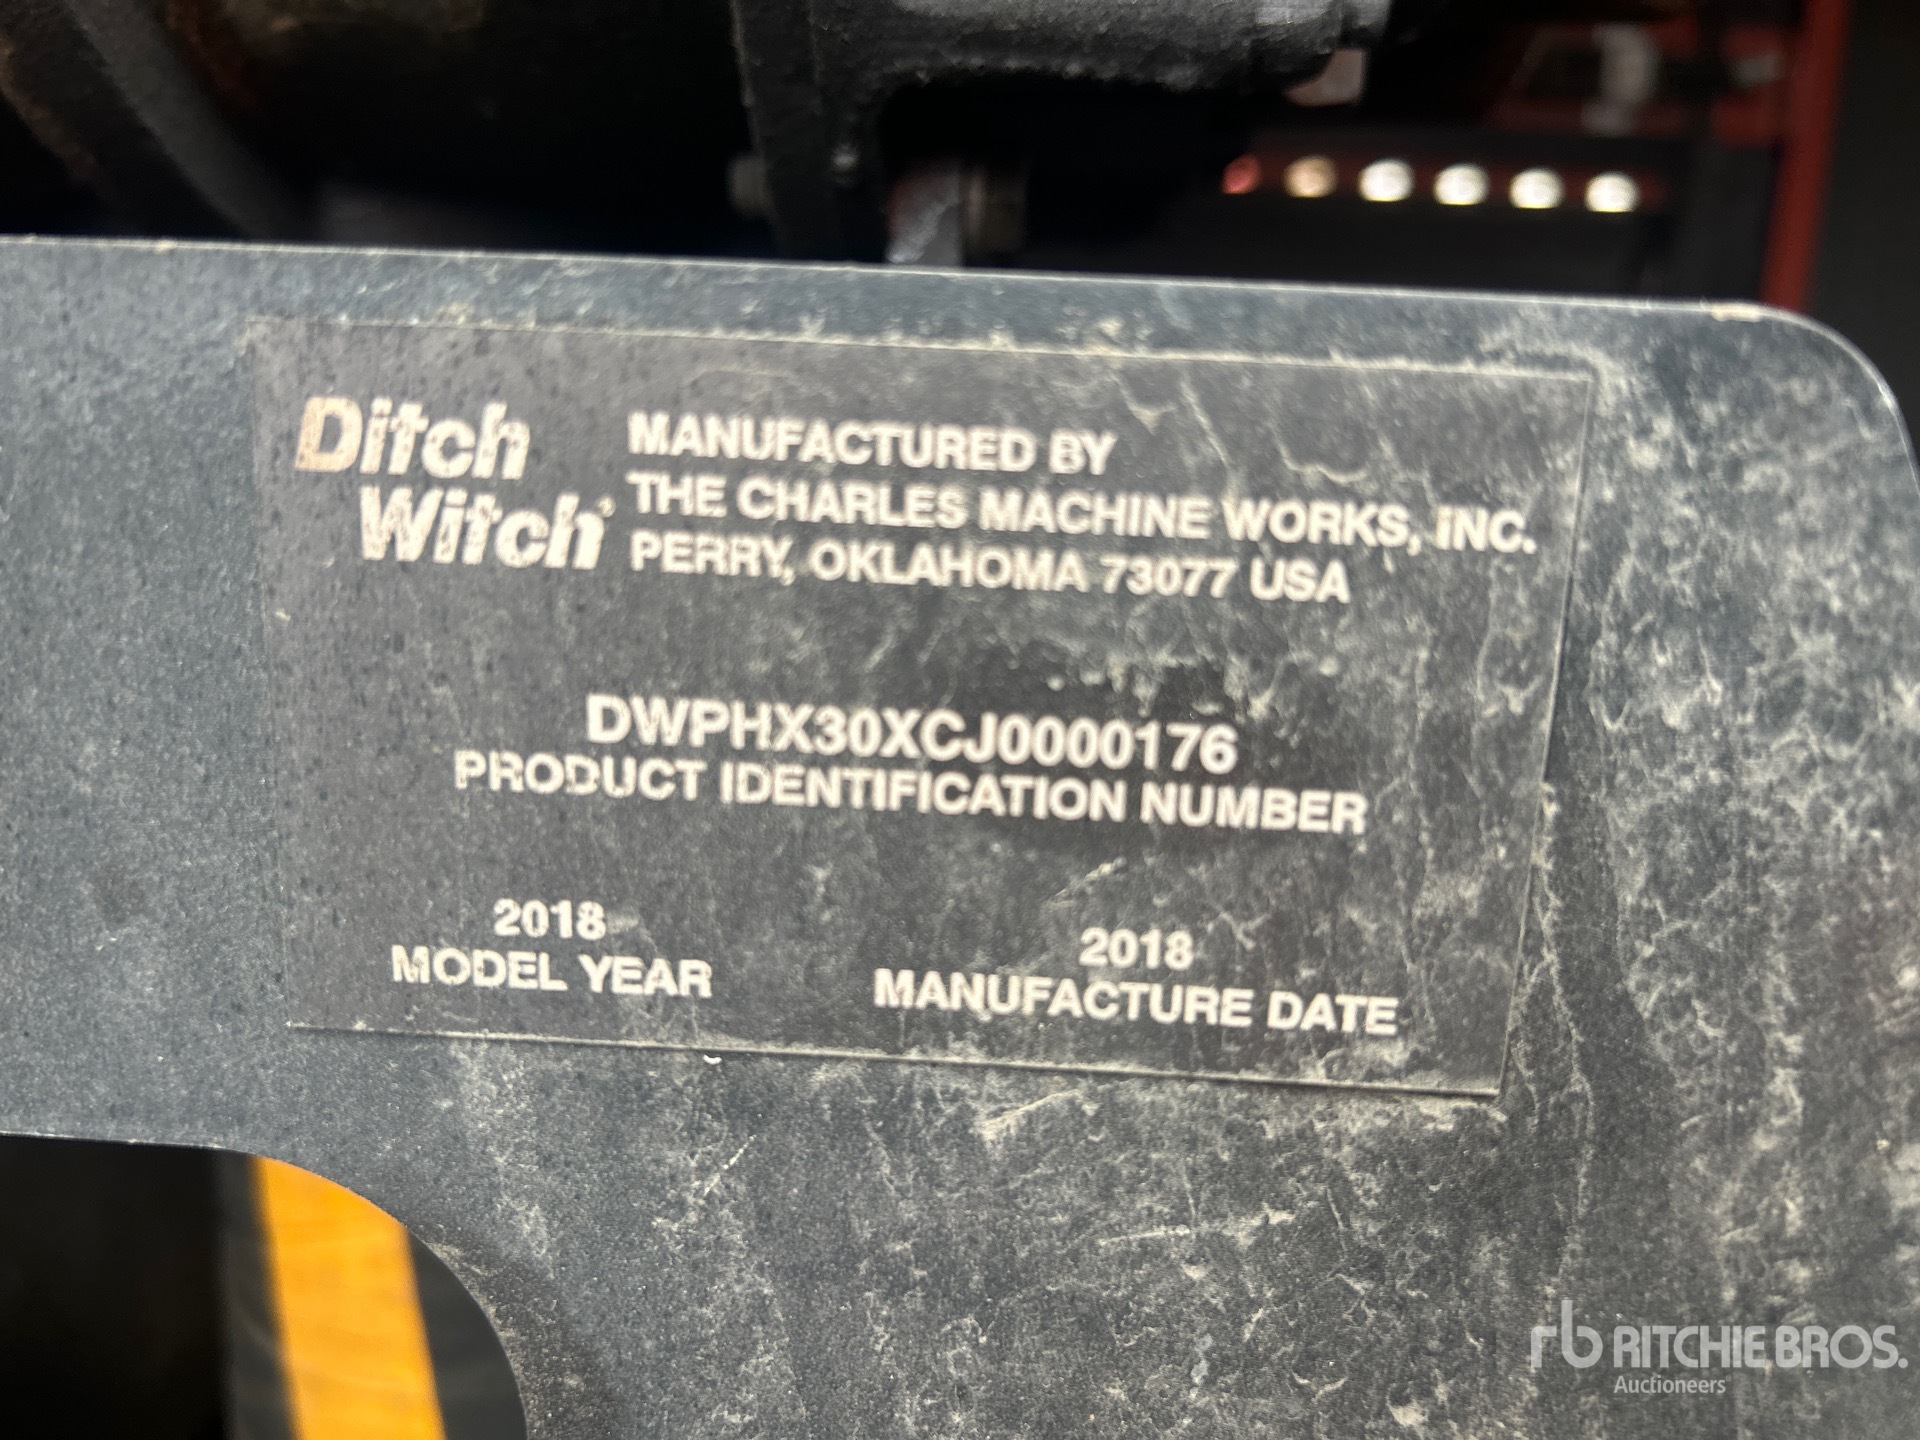 Ditch
Witch®
MANUFACTURED BY
THE CHARLES MACHINE WORKS, INC.
PERRY, OKLAHOMA 73077 USA
DWPHX30XCJ0000176
PRODUCT IDENTIFICATION NUMBER
2018
MODEL YEAR
2018
MANUFACTURE DATE
rb RITCHIE BROS.
Auctioneers